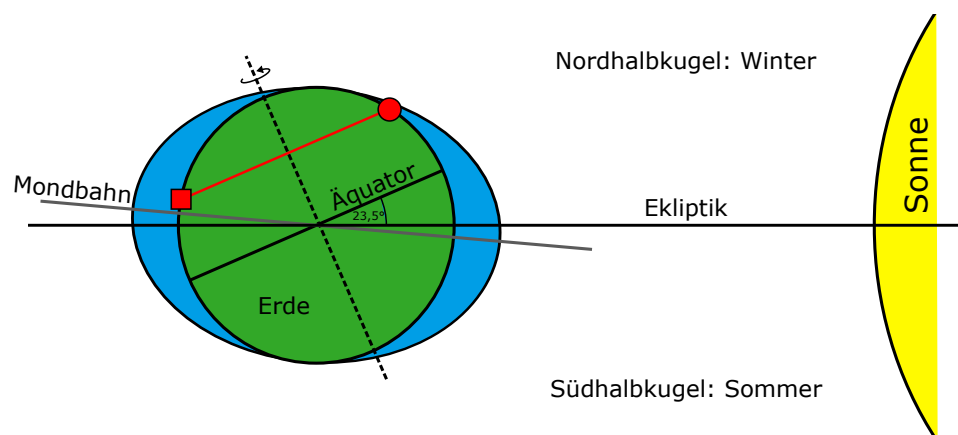 Nordhalbkugel: Winter
Sonne
Mondbahn
Äquator
23,5°
Ekliptik
Erde
Südhalbkugel: Sommer